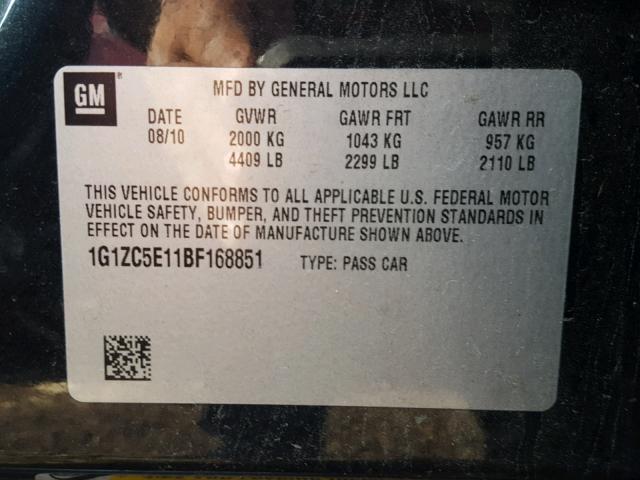 GM
MFD BY GENERAL MOTORS LLC
DATE GVWR GAWR FRT GAWR RR
08/10 2000 KG 1043 KG 957 KG
4409 LB 2299 LB 2110 LB
THIS VEHICLE CONFORMS TO ALL APPLICABLE U.S. FEDERAL MOTOR
VEHICLE SAFETY, BUMPER, AND THEFT PREVENTION STANDARDS IN
EFFECT ON THE DATE OF MANUFACTURE SHOWN ABOVE.
1G1ZC5E11BF168851 TYPE: PASS CAR